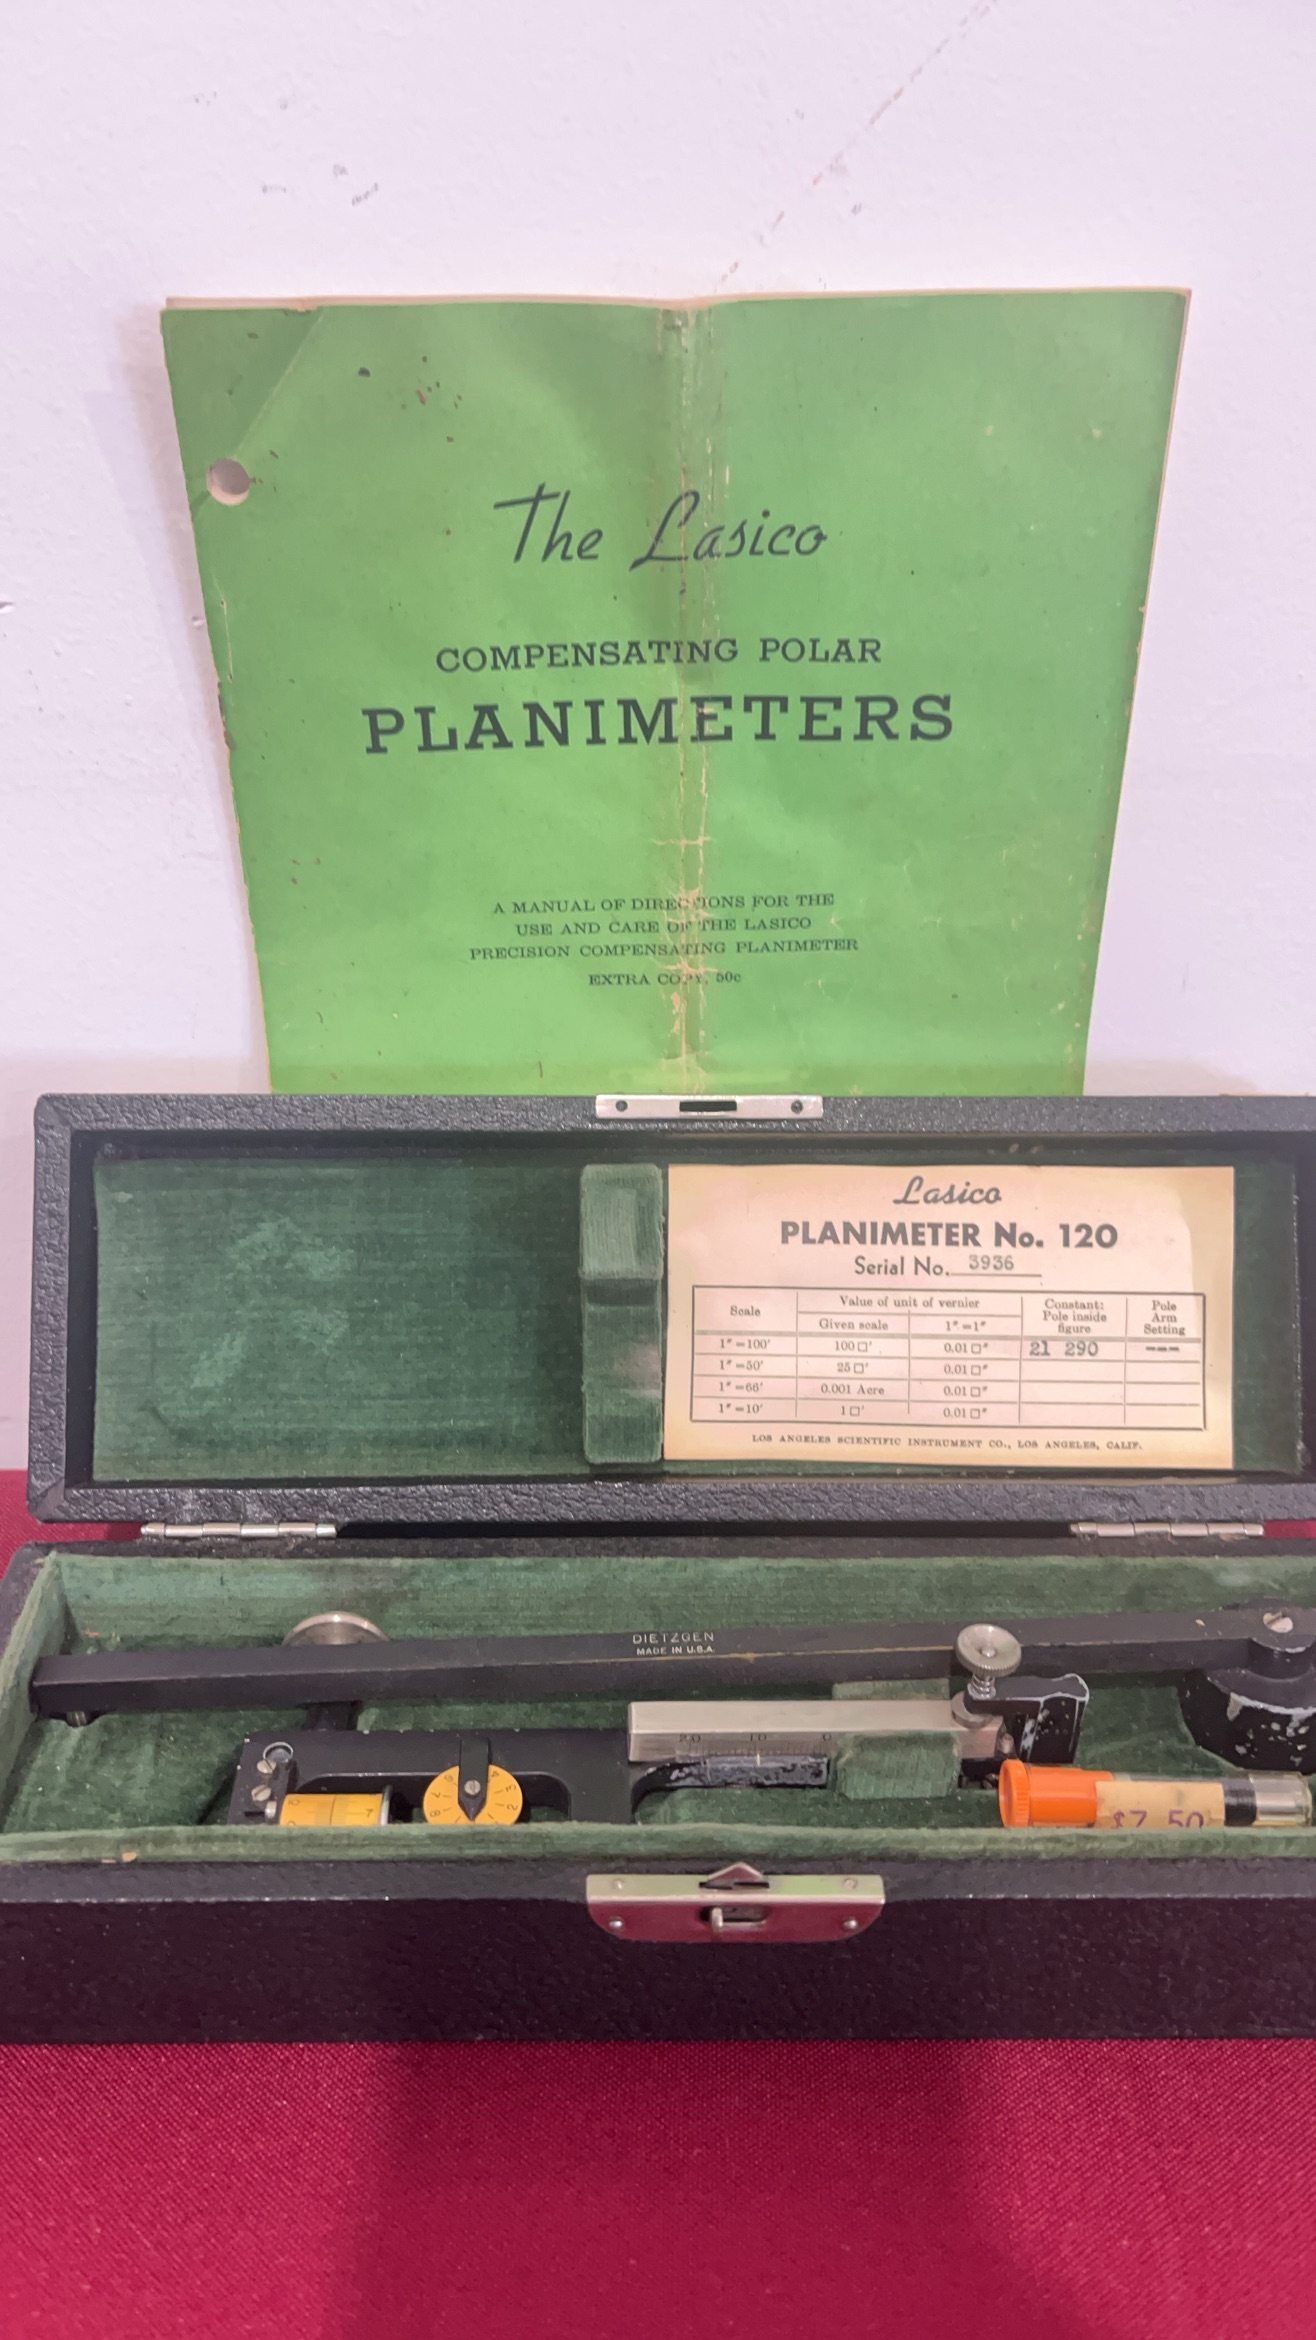 The Lasico
COMPENSATING POLAR
PLANIMETERS
A MANUAL OF DIRECTIONS FOR THE
USE AND CARE OF THE LASICO
PRECISION COMPENSATING PLANIMETER
EXTRA COPY, 50c
Lasico
PLANIMETER No. 120
Serial No. 3936
Scale Value of unit of vernier Constant: Pole inside figure Pole Arm Setting
Given scale 1"=1"
1"=100' 100□' 0.01□" 21 290 ---
1"=50' 25□' 0.01□"
1"=66' 0.001 Acre 0.01□"
1"=10' 1□' 0.01□"
LOS ANGELES SCIENTIFIC INSTRUMENT CO., LOS ANGELES, CALIF.
DIETZGEN
MADE IN U.S.A.
20 10 0
$7.50